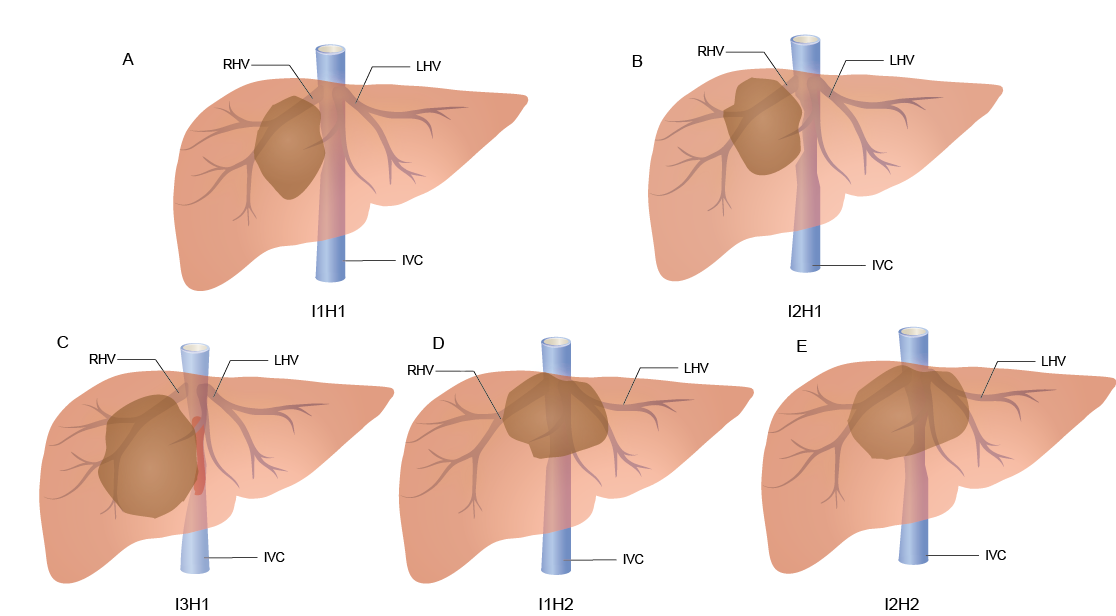 A
RHV
LHV
IVC
I1H1
B
RHV
LHV
IVC
I2H1
C
RHV
LHV
IVC
I3H1
D
RHV
LHV
IVC
I1H2
E
LHV
IVC
I2H2